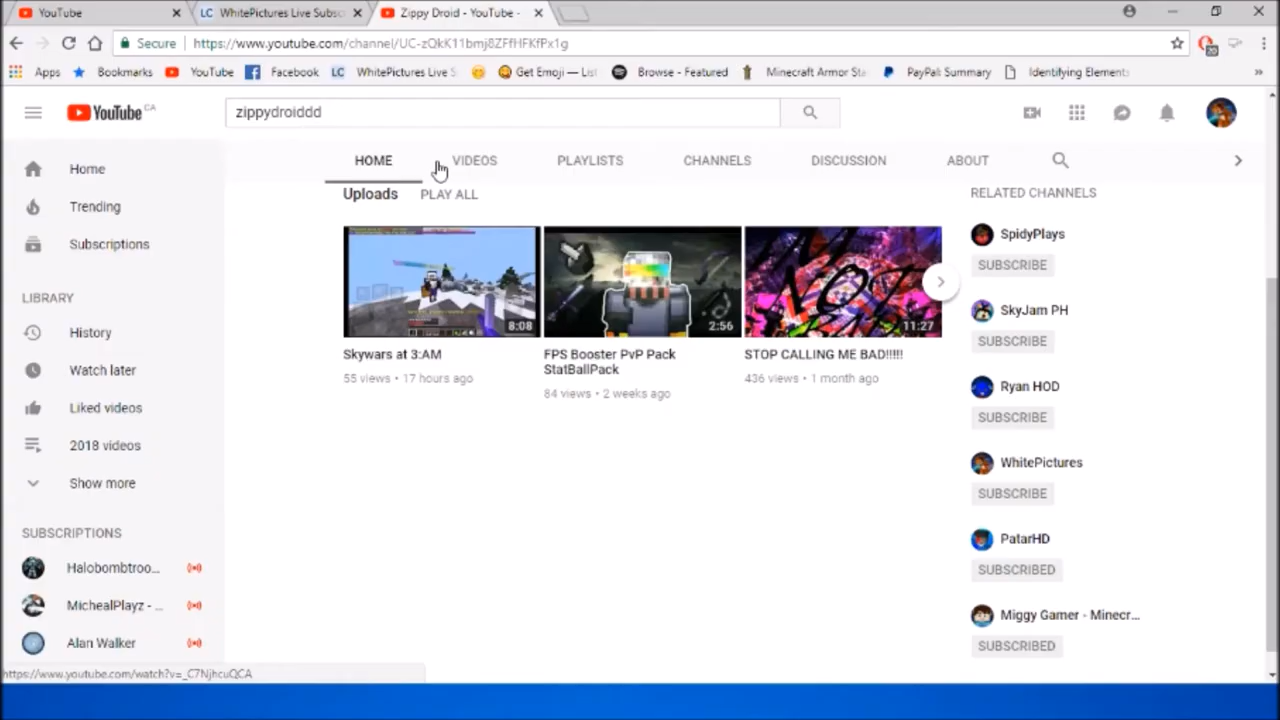 YouTube
WhitePictures Live Subsc
Zippy Droid - YouTube -
Secure
https://www.youtube.com/channel/UC-zQkK11bmj8ZFfHFKfPx1g
20
Apps
Bookmarks
YouTube
Facebook
LC WhitePictures Live S
Get Emoji — List
Browse - Featured
Minecraft Armor Sta
PayPal: Summary
Identifying Elements
YouTube CA
zippydroiddd
HOME
VIDEOS
PLAYLISTS
CHANNELS
DISCUSSION
ABOUT
Home
Trending
Subscriptions
LIBRARY
History
Watch later
Liked videos
2018 videos
Show more
SUBSCRIPTIONS
Halobombtroo...
MichealPlayz - ...
Alan Walker
Uploads PLAY ALL
8:08
2:56
NOT
11:27
Skywars at 3:AM
55 views • 17 hours ago
FPS Booster PvP Pack
StatBallPack
84 views • 2 weeks ago
STOP CALLING ME BAD!!!!!
436 views • 1 month ago
RELATED CHANNELS
SpidyPlays
SUBSCRIBE
SkyJam PH
SUBSCRIBE
Ryan HOD
SUBSCRIBE
WhitePictures
SUBSCRIBE
PatarHD
SUBSCRIBED
Miggy Gamer - Minecr...
SUBSCRIBED
https://www.youtube.com/watch?v=_C7NjhcuQCA